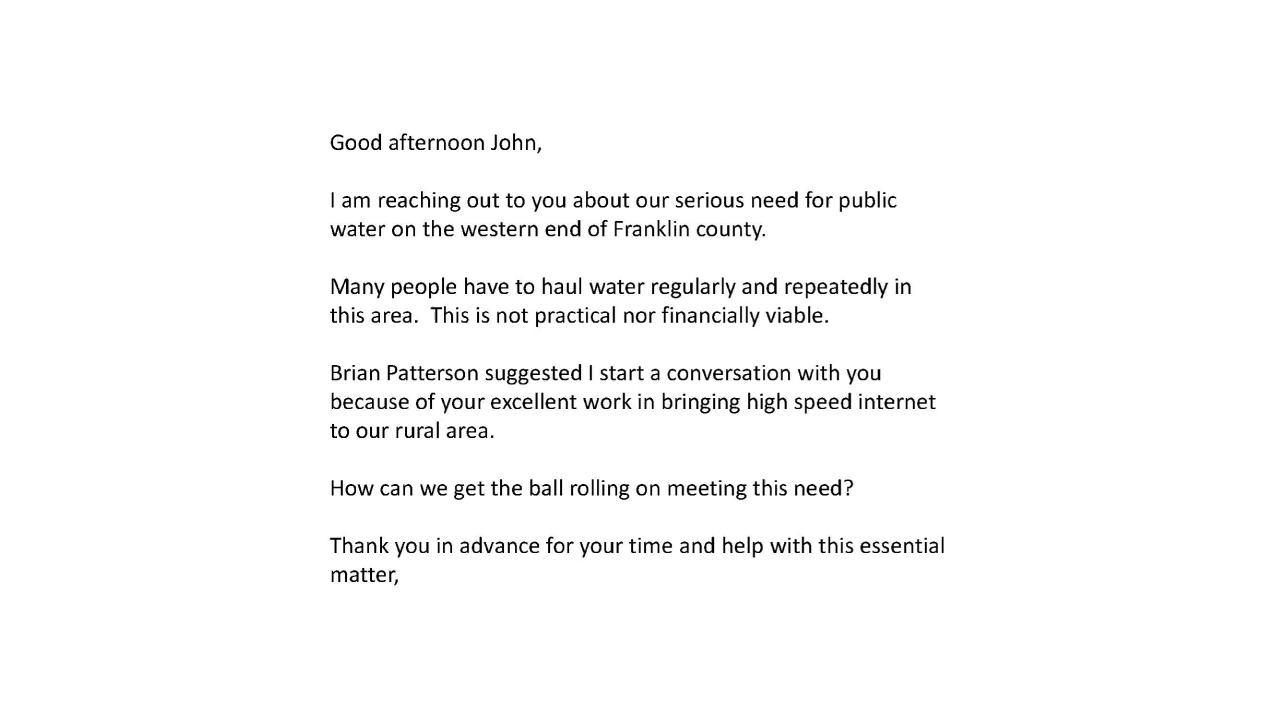 Good afternoon John,
I am reaching out to you about our serious need for public
water on the western end of Franklin county.
Many people have to haul water regularly and repeatedly in
this area.  This is not practical nor financially viable.
Brian Patterson suggested I start a conversation with you
because of your excellent work in bringing high speed internet
to our rural area.
How can we get the ball rolling on meeting this need?
Thank you in advance for your time and help with this essential
matter,